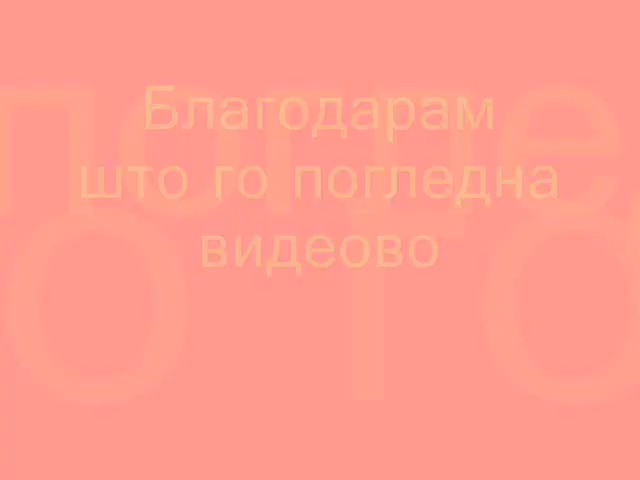 Благодарам
што го погледна
видеово